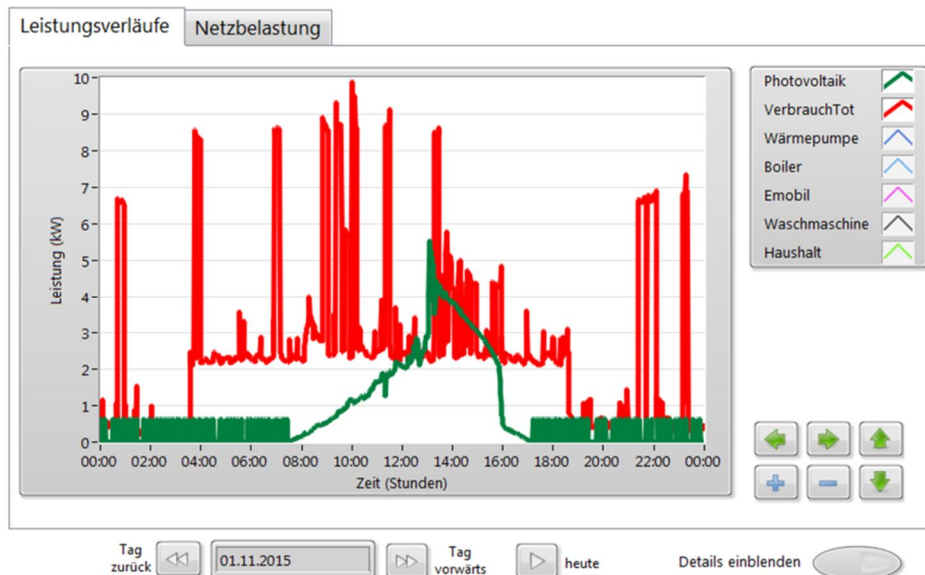 Leistungsverläufe
Netzbelastung
10
9
8
7
6
5
4
3
2
1
0
Leistung (kW)
00:00 02:00 04:00 06:00 08:00 10:00 12:00 14:00 16:00 18:00 20:00 22:00 00:00
Zeit (Stunden)
Photovoltaik
VerbrauchTot
Wärmepumpe
Boiler
Emobil
Waschmaschine
Haushalt
Tag
zurück
01.11.2015
Tag
vorwärts
heute
Details einblenden